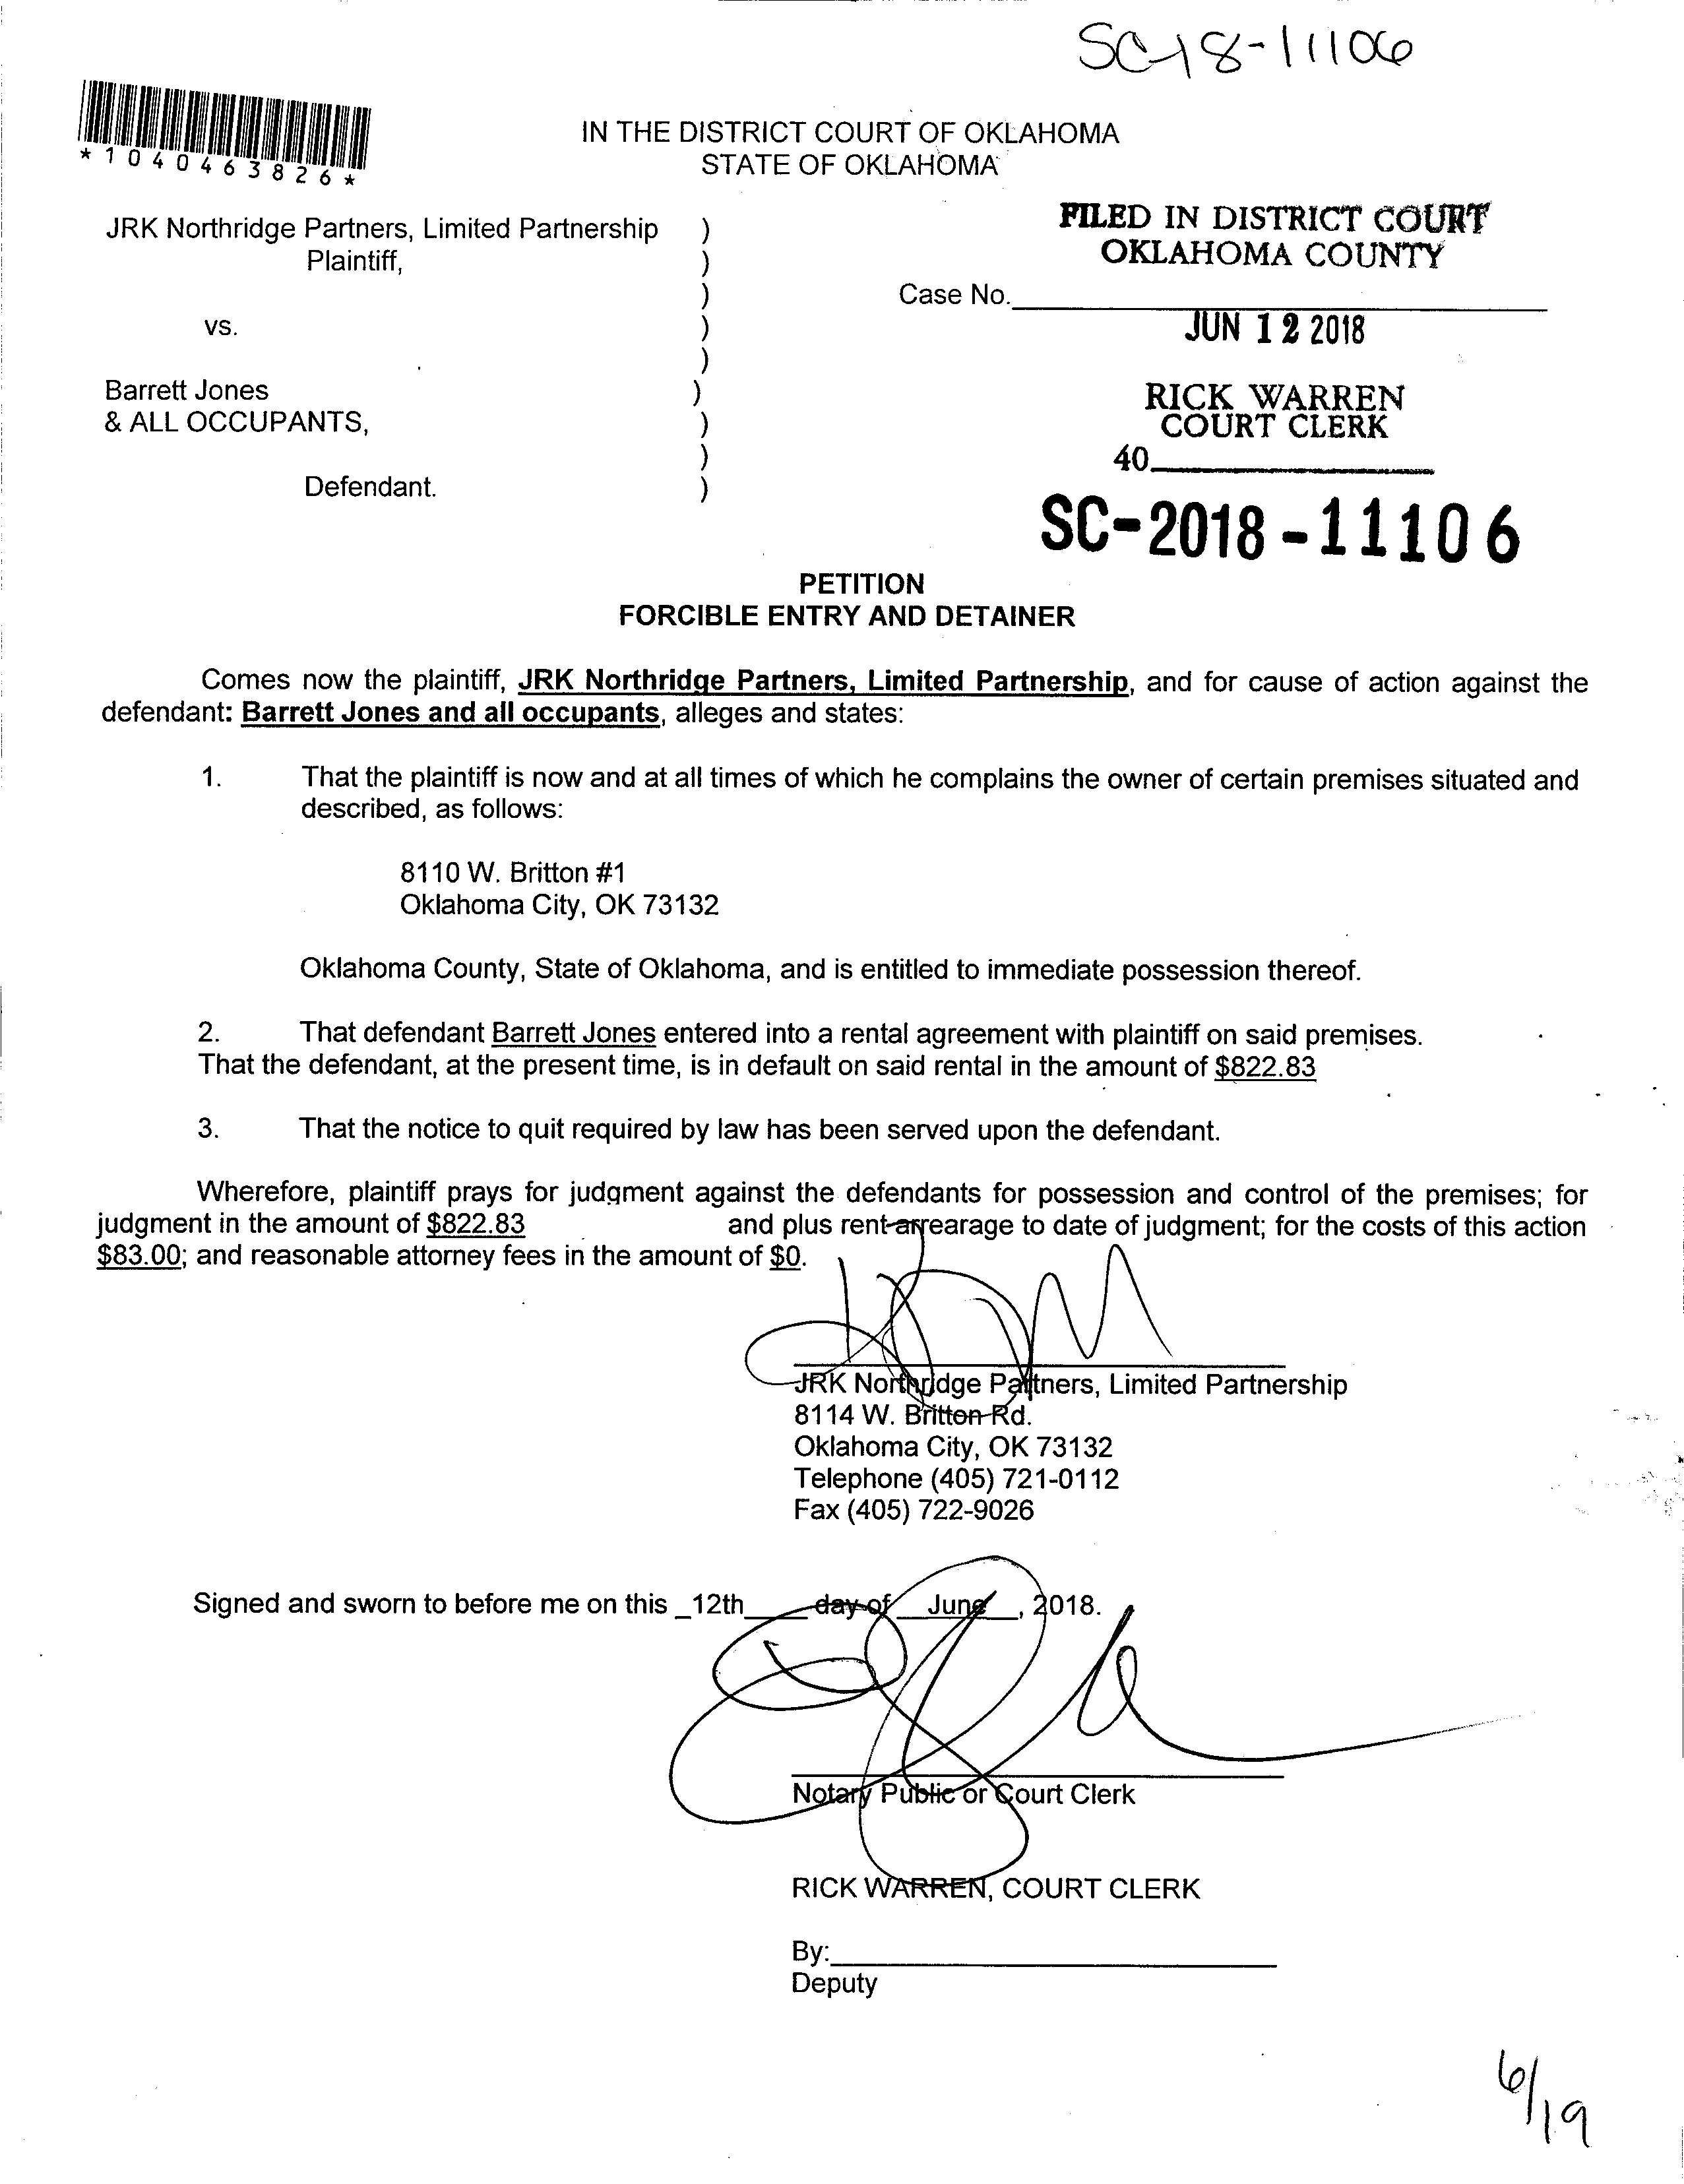 SC-18-11106
*1040463826*
IN THE DISTRICT COURT OF OKLAHOMA
STATE OF OKLAHOMA
FILED IN DISTRICT COURT
OKLAHOMA COUNTY
JRK Northridge Partners, Limited Partnership )
Plaintiff, )
) Case No.
JUN 12 2018
vs. )
)
Barrett Jones )
& ALL OCCUPANTS, )
)
Defendant. )
RICK WARREN
COURT CLERK
40
SC-2018-11106
PETITION
FORCIBLE ENTRY AND DETAINER
Comes now the plaintiff, JRK Northridge Partners, Limited Partnership, and for cause of action against the
defendant: Barrett Jones and all occupants, alleges and states:
1. That the plaintiff is now and at all times of which he complains the owner of certain premises situated and
described, as follows:
8110 W. Britton #1
Oklahoma City, OK 73132
Oklahoma County, State of Oklahoma, and is entitled to immediate possession thereof.
2. That defendant Barrett Jones entered into a rental agreement with plaintiff on said premises.
That the defendant, at the present time, is in default on said rental in the amount of $822.83
3. That the notice to quit required by law has been served upon the defendant.
Wherefore, plaintiff prays for judgment against the defendants for possession and control of the premises; for
judgment in the amount of $822.83 and plus rent arrearage to date of judgment; for the costs of this action
$83.00; and reasonable attorney fees in the amount of $0.
JRK Northridge Partners, Limited Partnership
8114 W. Britton Rd.
Oklahoma City, OK 73132
Telephone (405) 721-0112
Fax (405) 722-9026
Signed and sworn to before me on this _12th____ day of__June__, 2018.
Notary Public or Court Clerk
RICK WARREN, COURT CLERK
By:
Deputy
6/19